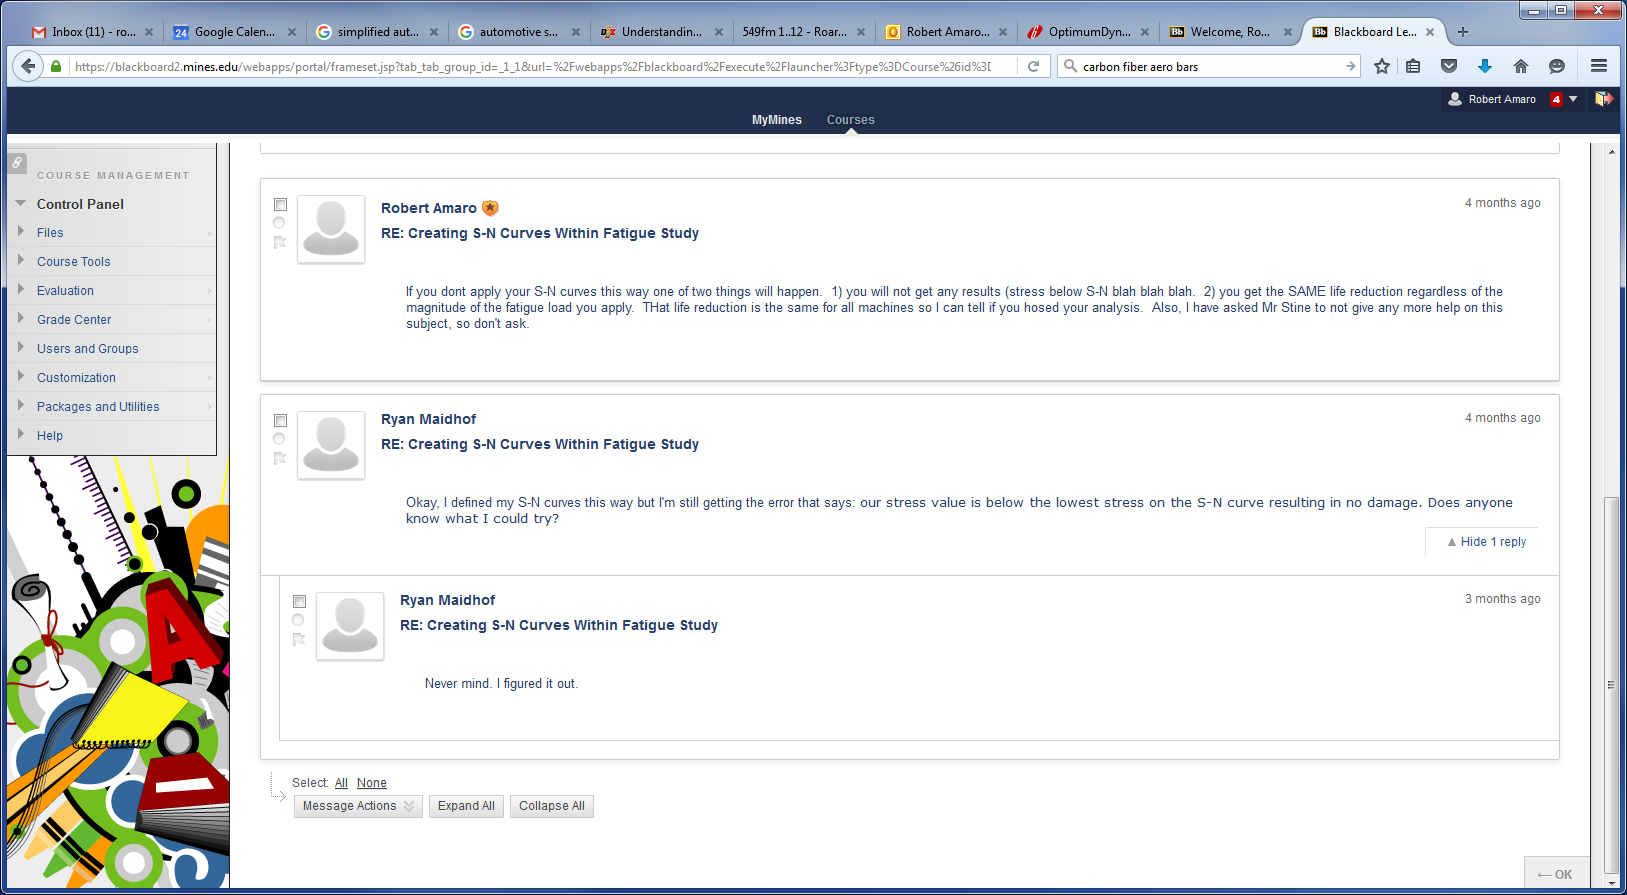 Inbox (11) - ro...
24 Google Calen...
simplified aut...
automotive s...
Understandin...
549fm 1..12 - Roar...
Robert Amaro...
OptimumDyn...
Bb Welcome, Ro...
Bb Blackboard Le...
https://blackboard2.mines.edu/webapps/portal/frameset.jsp?tab_tab_group_id=_1_1&url=%2Fwebapps%2Fblackboard%2Fexecute%2Flauncher%3Ftype%3DCourse%26id%3D
carbon fiber aero bars
Robert Amaro 4
MyMines Courses
COURSE MANAGEMENT
Control Panel
Files
Course Tools
Evaluation
Grade Center
Users and Groups
Customization
Packages and Utilities
Help
Robert Amaro
4 months ago
RE: Creating S-N Curves Within Fatigue Study
If you dont apply your S-N curves this way one of two things will happen. 1) you will not get any results (stress below S-N blah blah blah. 2) you get the SAME life reduction regardless of the
magnitude of the fatigue load you apply. THat life reduction is the same for all machines so I can tell if you hosed your analysis. Also, I have asked Mr Stine to not give any more help on this
subject, so don't ask.
Ryan Maidhof
4 months ago
RE: Creating S-N Curves Within Fatigue Study
Okay, I defined my S-N curves this way but I'm still getting the error that says: our stress value is below the lowest stress on the S-N curve resulting in no damage. Does anyone
know what I could try?
Hide 1 reply
Ryan Maidhof
3 months ago
RE: Creating S-N Curves Within Fatigue Study
Never mind. I figured it out.
Select: All None
Message Actions Expand All Collapse All
← OK